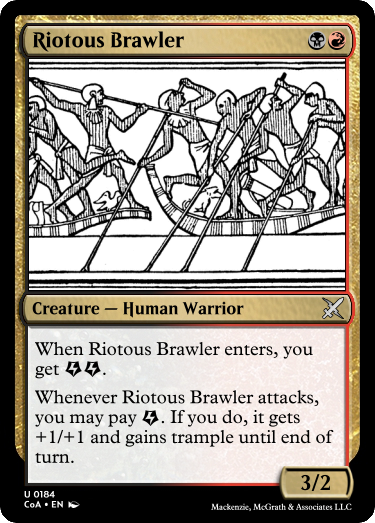 Riotous Brawler
Creature — Human Warrior
When Riotous Brawler enters, you
get .
Whenever Riotous Brawler attacks,
you may pay . If you do, it gets
+1/+1 and gains trample until end of
turn.
3/2
U 0184
CoA • EN
Mackenzie, McGrath & Associates LLC